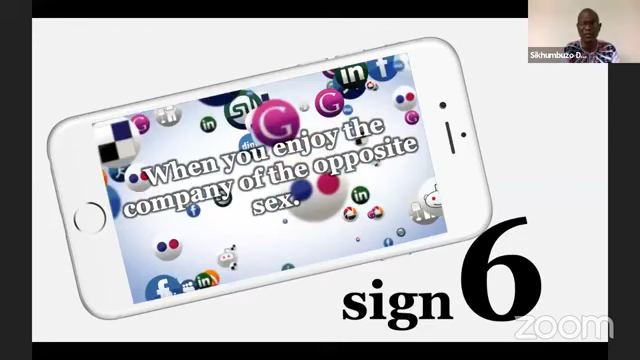 Sikhumbuzo D...
When you enjoy the
company of the opposite
sex.
sign 6
zoom